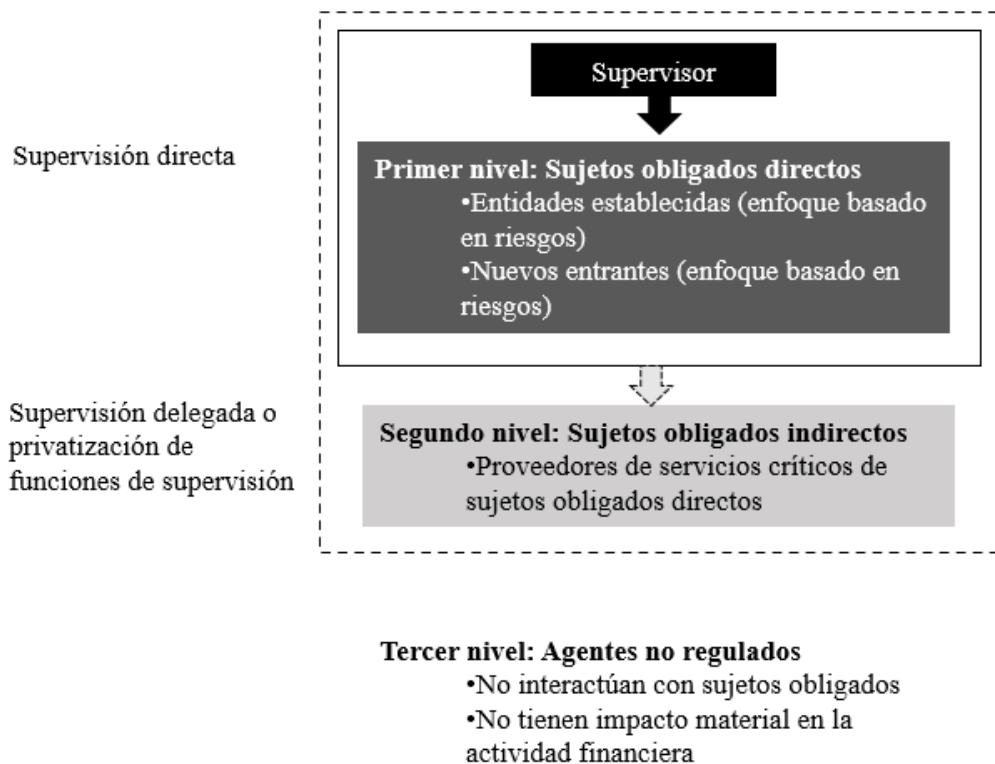 Supervisor
Supervisión directa
Primer nivel: Sujetos obligados directos
•Entidades establecidas (enfoque basado
en riesgos)
•Nuevos entrantes (enfoque basado en
riesgos)
Supervisión delegada o
privatización de
funciones de supervisión
Segundo nivel: Sujetos obligados indirectos
•Proveedores de servicios críticos de
sujetos obligados directos
Tercer nivel: Agentes no regulados
•No interactúan con sujetos obligados
•No tienen impacto material en la
actividad financiera